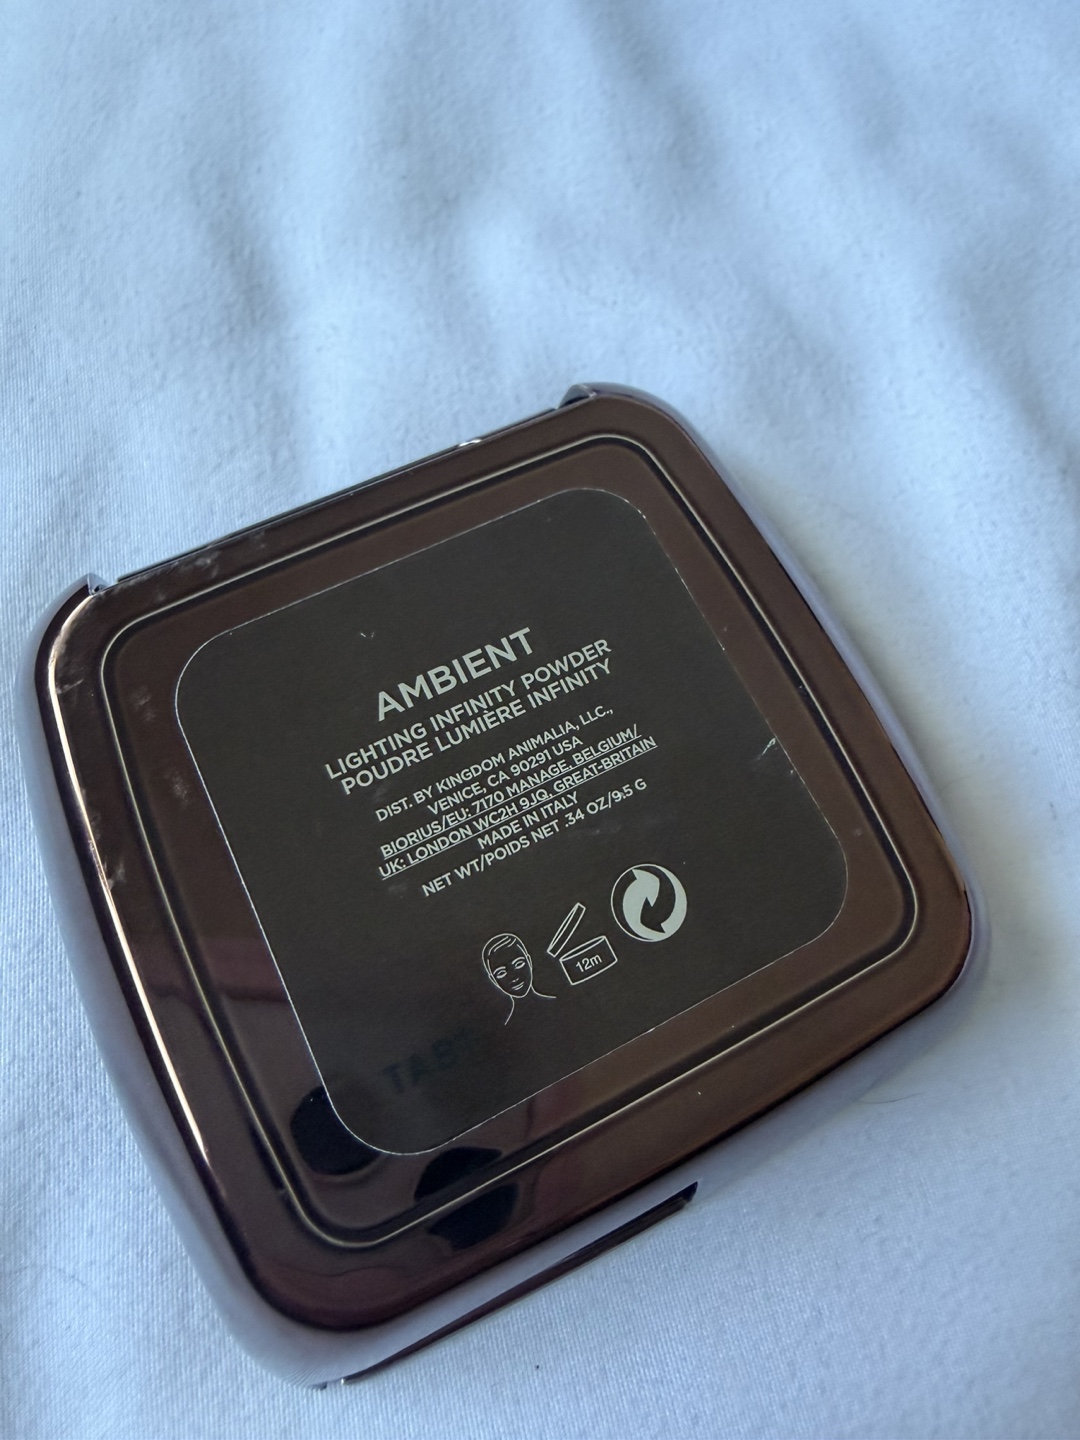 AMBIENT
LIGHTING INFINITY POWDER
POUDRE LUMIÈRE INFINITY
DIST. BY KINGDOM ANIMALIA, LLC.,
VENICE, CA 90291 USA
BIORIUS/EU: 7170 MANAGE, BELGIUM/
UK: LONDON WC2H 9JQ, GREAT-BRITAIN
MADE IN ITALY
NET WT/POIDS NET .34 OZ/9.5 G
12m